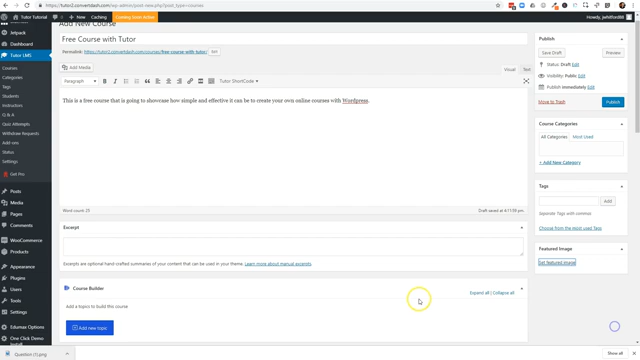 tutor2.convertdash.com/wp-admin/post-new.php?post_type=courses
Tutor Tutorial
New
Caching
Coming Soon Active
Howdy,
Jetpack
Dashboard
Tutor LMS
Courses
Categories
Tags
Students
Instructors
Q & A
Quiz Attempts
Withdraw Requests
Add-ons
Status
Settings
Get Pro
Posts
Media
Pages
Comments
WooCommerce
Products
Appearance
Plugins
Users
Tools
Settings
Edumax Options
One Click Demo
Add New Course
Free Course with Tutor
Permalink: https://tutor2.convertdash.com/courses/free-course-with-tutor/
Edit
Add Media
Visual
Text
Paragraph
Tutor ShortCode
This is a free course that is going to showcase how simple and effective it can be to create your own online courses with Wordpress.
Draft saved at 4:11:59 pm.
Excerpt
Excerpts are optional hand-crafted summaries of your content that can be used in your theme. Learn more about manual excerpts.
Course Builder
Expand all | Collapse all
Add a topics to build this course
Add new topic
Publish
Save Draft
Preview
Status: Draft Edit
Visibility: Public Edit
Publish immediately Edit
Move to Trash
Publish
Course Categories
All Categories
Most Used
+ Add New Category
Tags
Add
Separate Tags with commas
Choose from the most used Tags
Featured Image
Set featured image
Question (1).png
Show all